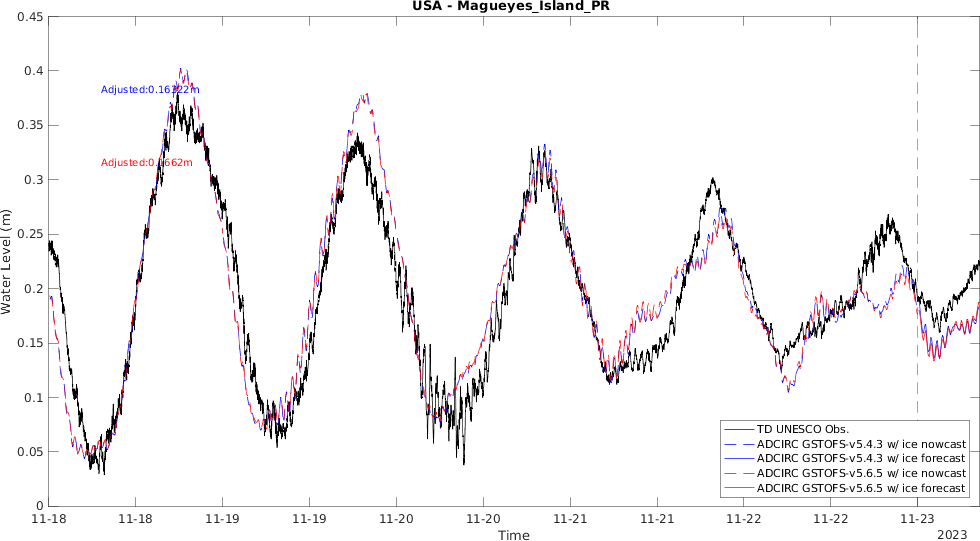 USA - Magueyes_Island_PR
0.45
0.4
0.35
0.3
0.25
0.2
0.15
0.1
0.05
0
Water Level (m)
Adjusted:0.16322m
Adjusted:0.1662m
TD UNESCO Obs.
ADCIRC GSTOFS-v5.4.3 w/ ice nowcast
ADCIRC GSTOFS-v5.4.3 w/ ice forecast
ADCIRC GSTOFS-v5.6.5 w/ ice nowcast
ADCIRC GSTOFS-v5.6.5 w/ ice forecast
11-18 11-18 11-19 11-19 11-20 11-20 11-21 11-21 11-22 11-22 11-23
Time
2023